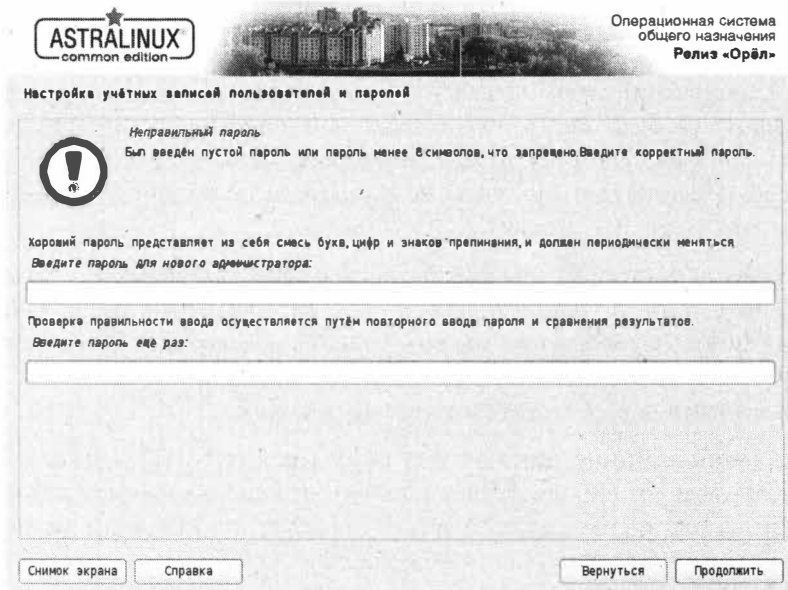 ASTRALINUX®
common edition
Операционная система
общего назначения
Релиз «Орёл»
Настройка учётных записей пользователей и паролей
Неправильный пароль
Был введён пустой пароль или пароль менее 8 символов, что запрещено.Введите корректный пароль.
Хороший пароль представляет из себя смесь букв, цифр и знаков препинания, и должен периодически меняться
Введите пароль для нового администратора:
Проверка правильности ввода осуществляется путём повторного ввода пароля и сравнения результатов.
Введите пароль ещё раз:
Снимок экрана
Справка
Вернуться
Продолжить